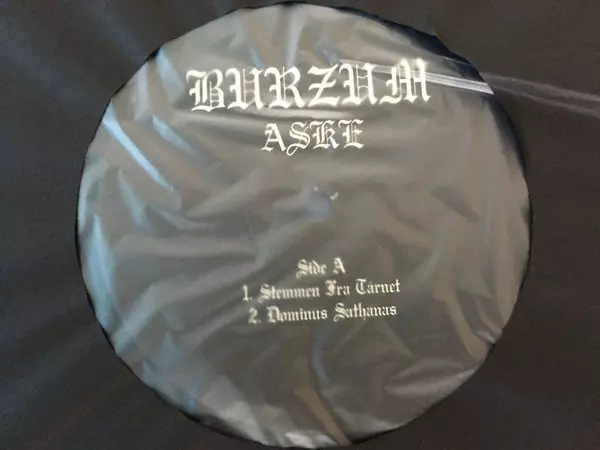 BURZUM
ASKE
Side A
1. Stemmen Fra Tårnet
2. Dominus Sathanas